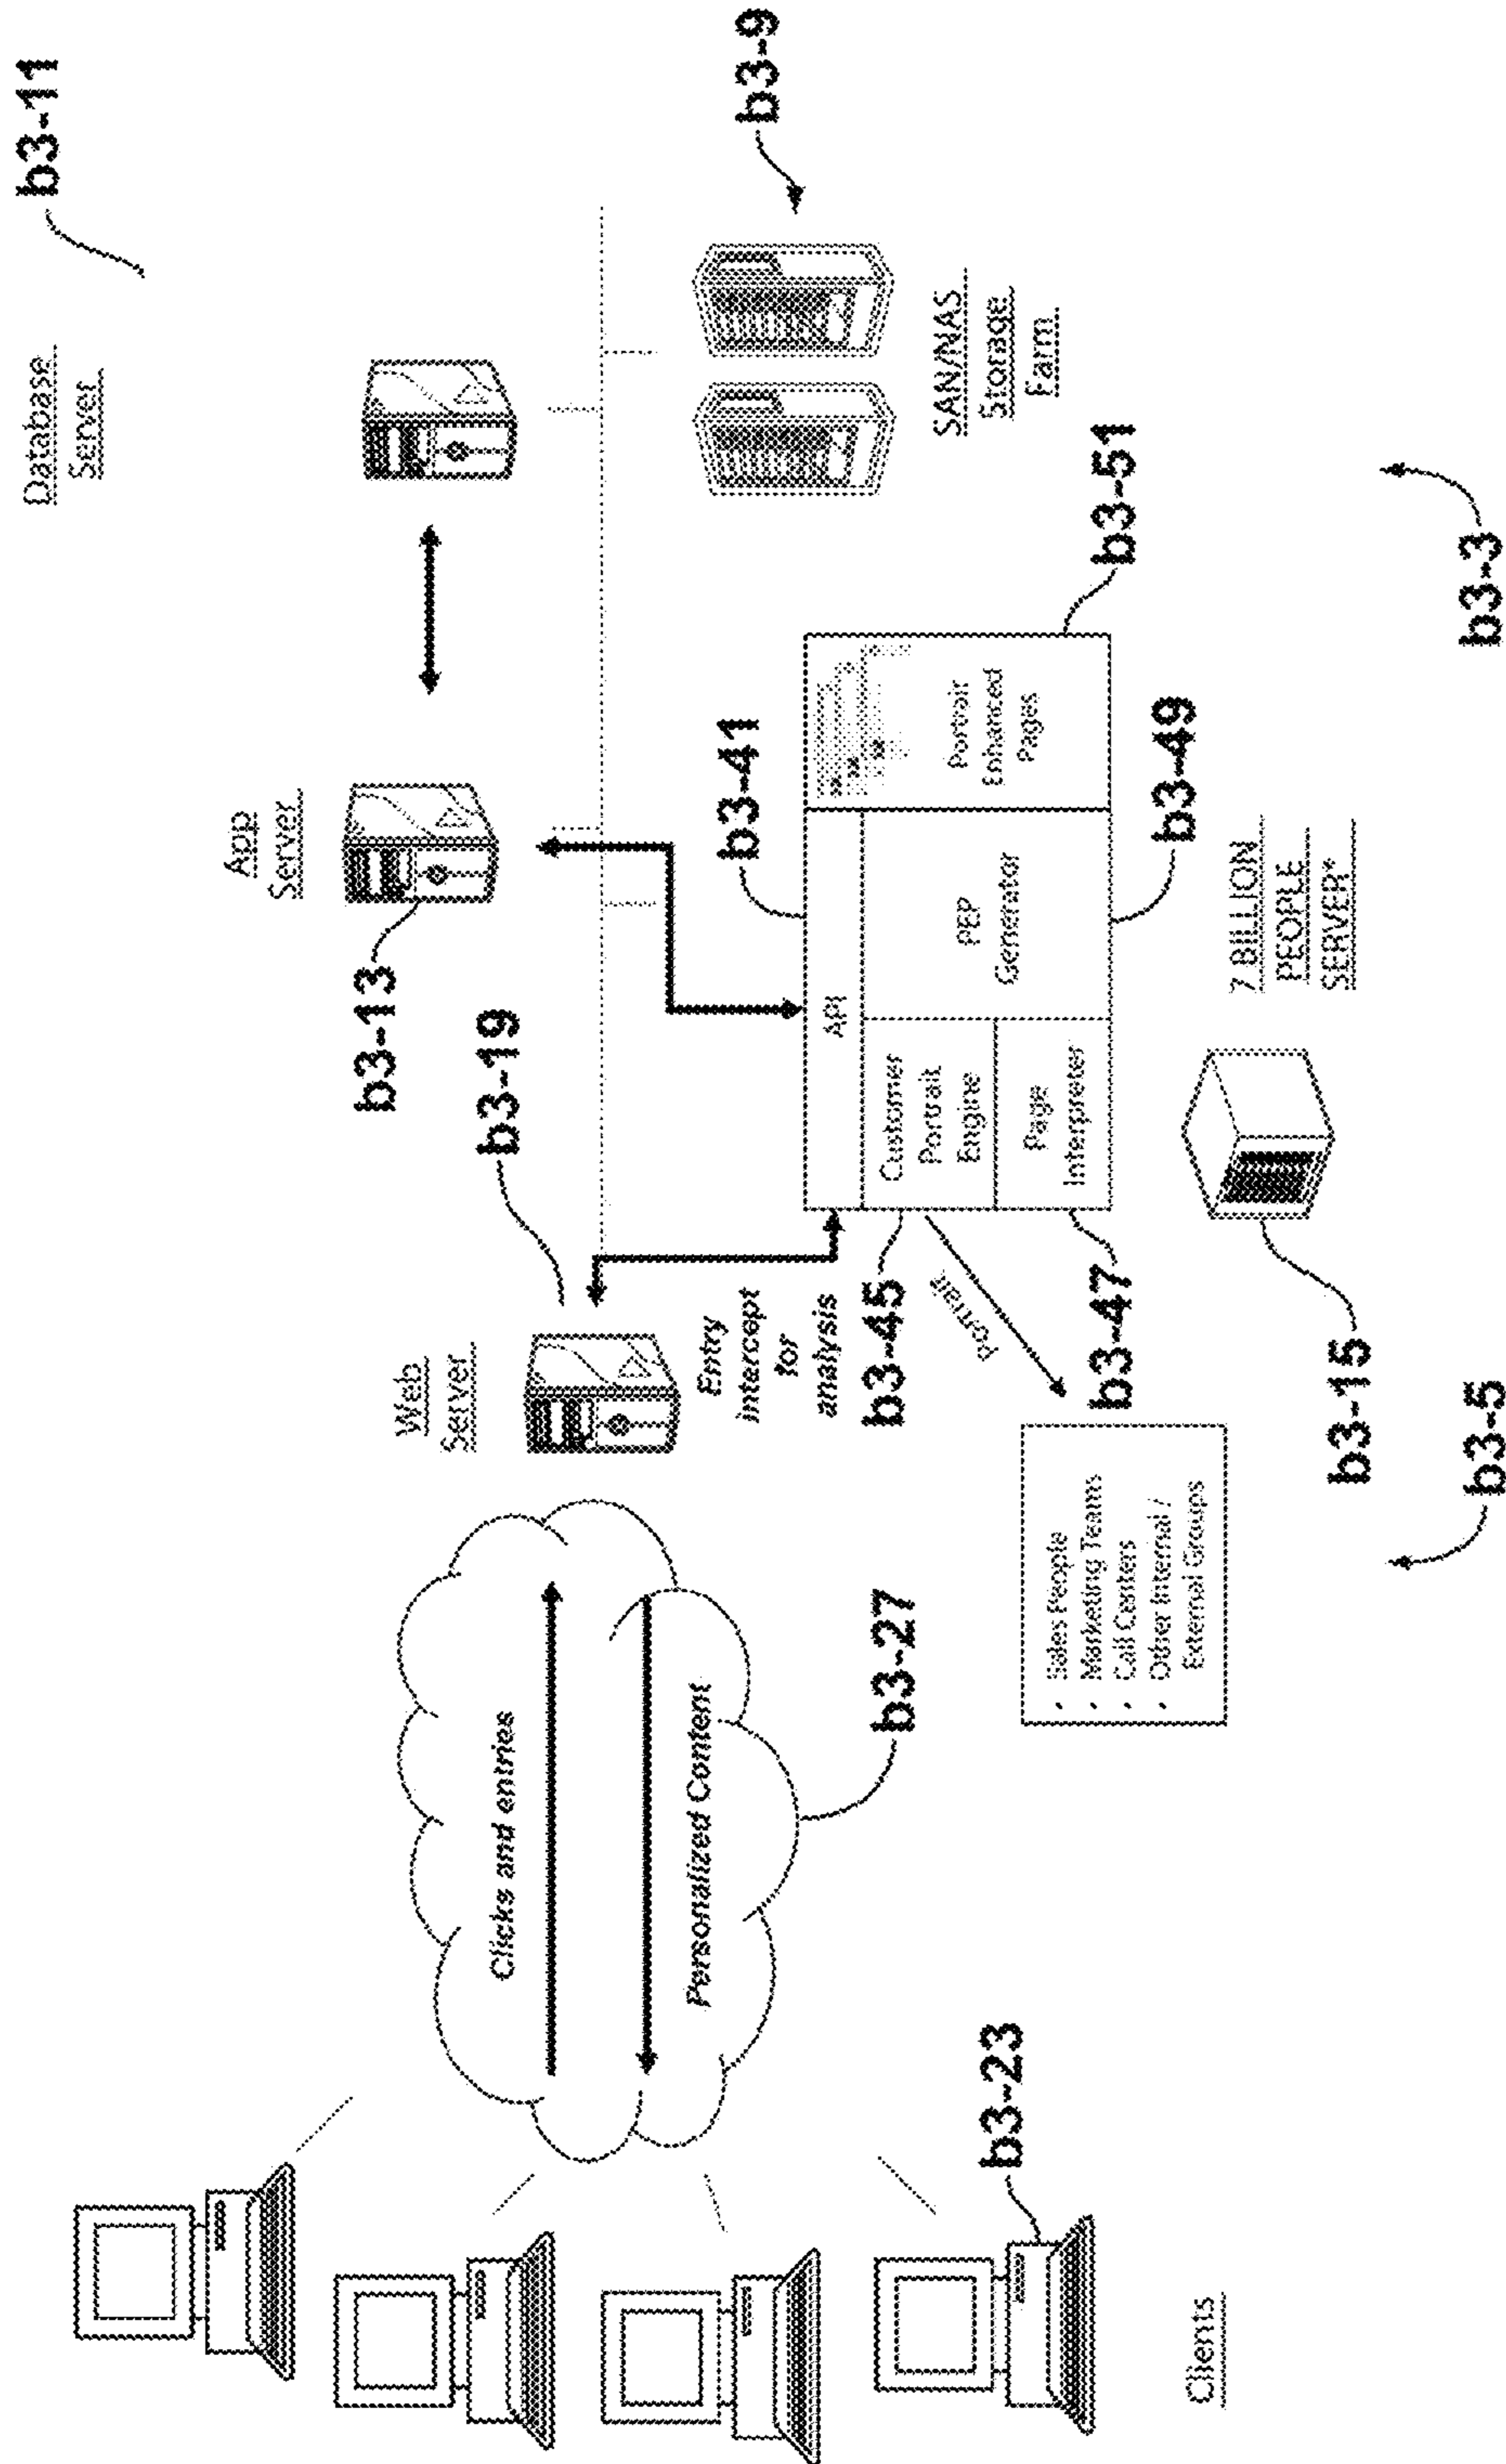 b3-11
Database
Server
App
Server
b3-13
b3-19
Web
Server
Clicks and entries
Personalized Content
b3-27
b3-23
Clients
b3-9
SAN/NAS
Storage
Farm
Entry
intercept
for
analysis
b3-41
API
Customer
Portrait
Engine
Page
Interpreter
PEP
Generator
Portrair
Enhanced
Pages
b3-51
b3-45
b3-47
b3-49
Portrait
• Sales People
• Marketing Teams
• Call Centers
• Other Internal /
External Groups
7 BILLION
PEOPLE
SERVER*
b3-15
b3-5
b3-3